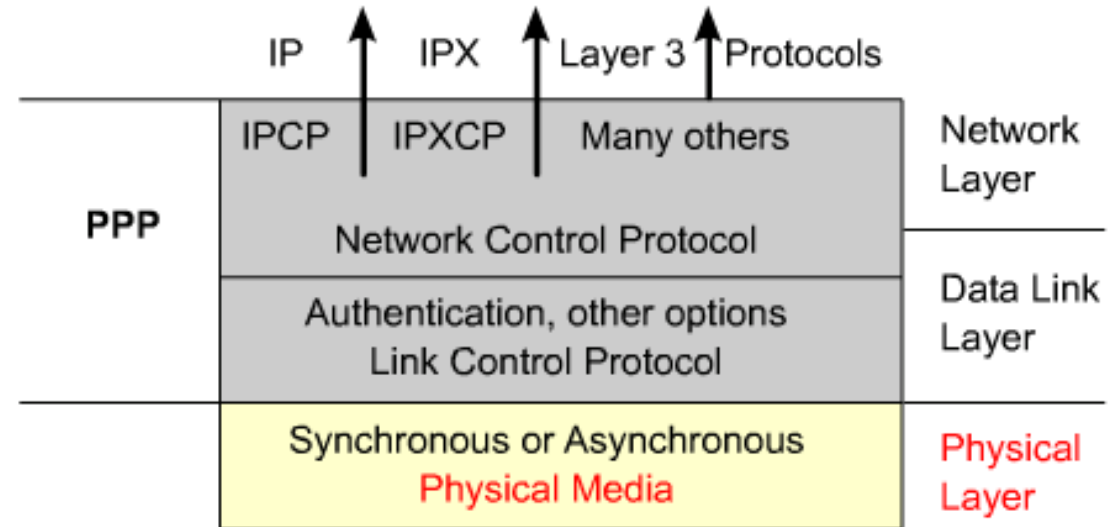 IP IPX Layer 3 Protocols
IPCP IPXCP Many others
Network
Layer
PPP
Network Control Protocol
Data Link
Layer
Authentication, other options
Link Control Protocol
Synchronous or Asynchronous
Physical Media
Physical
Layer